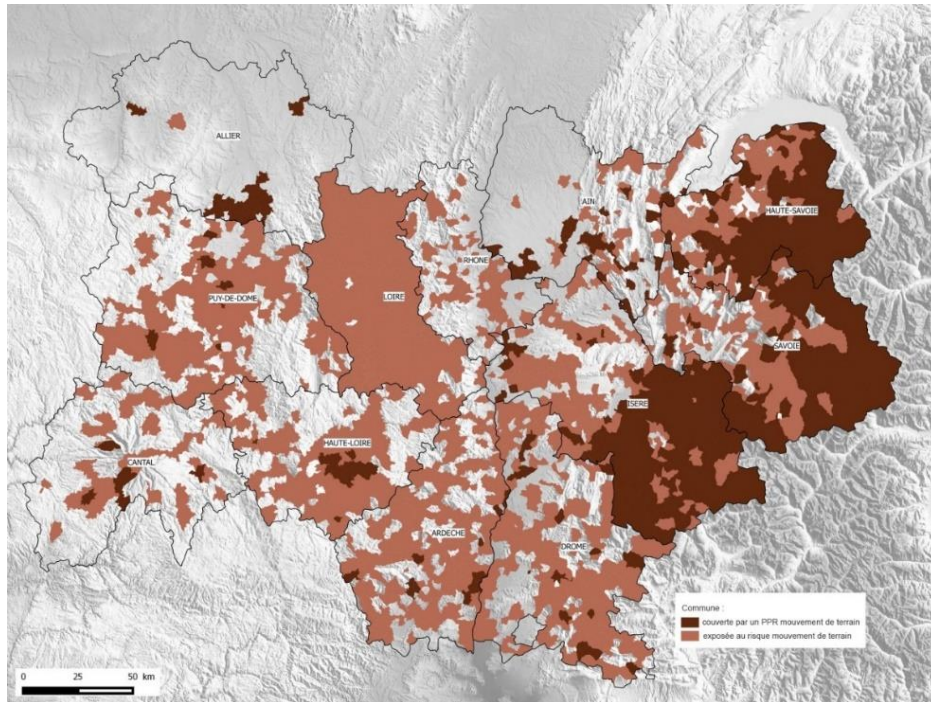 ALLIER
AIN
HAUTE-SAVOIE
RHONE
PUY-DE-DOME
LOIRE
SAVOIE
ISERE
HAUTE-LOIRE
CANTAL
ARDECHE
DROME
Commune :
couverte par un PPR mouvement de terrain
exposée au risque mouvement de terrain
0 25 50 km